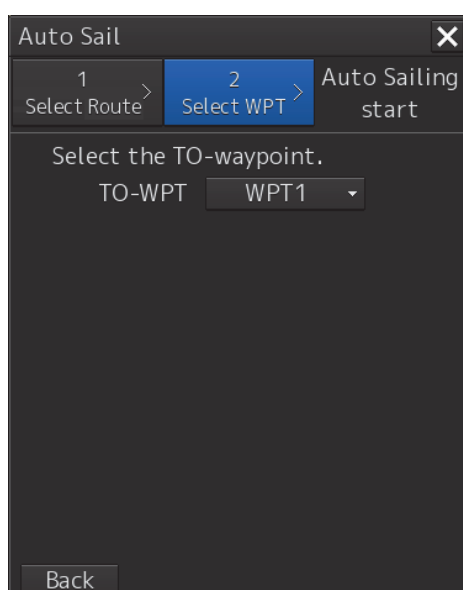 Auto Sail
1
Select Route
2
Select WPT
Auto Sailing
start
Select the TO-waypoint.
TO-WPT WPT1
Back